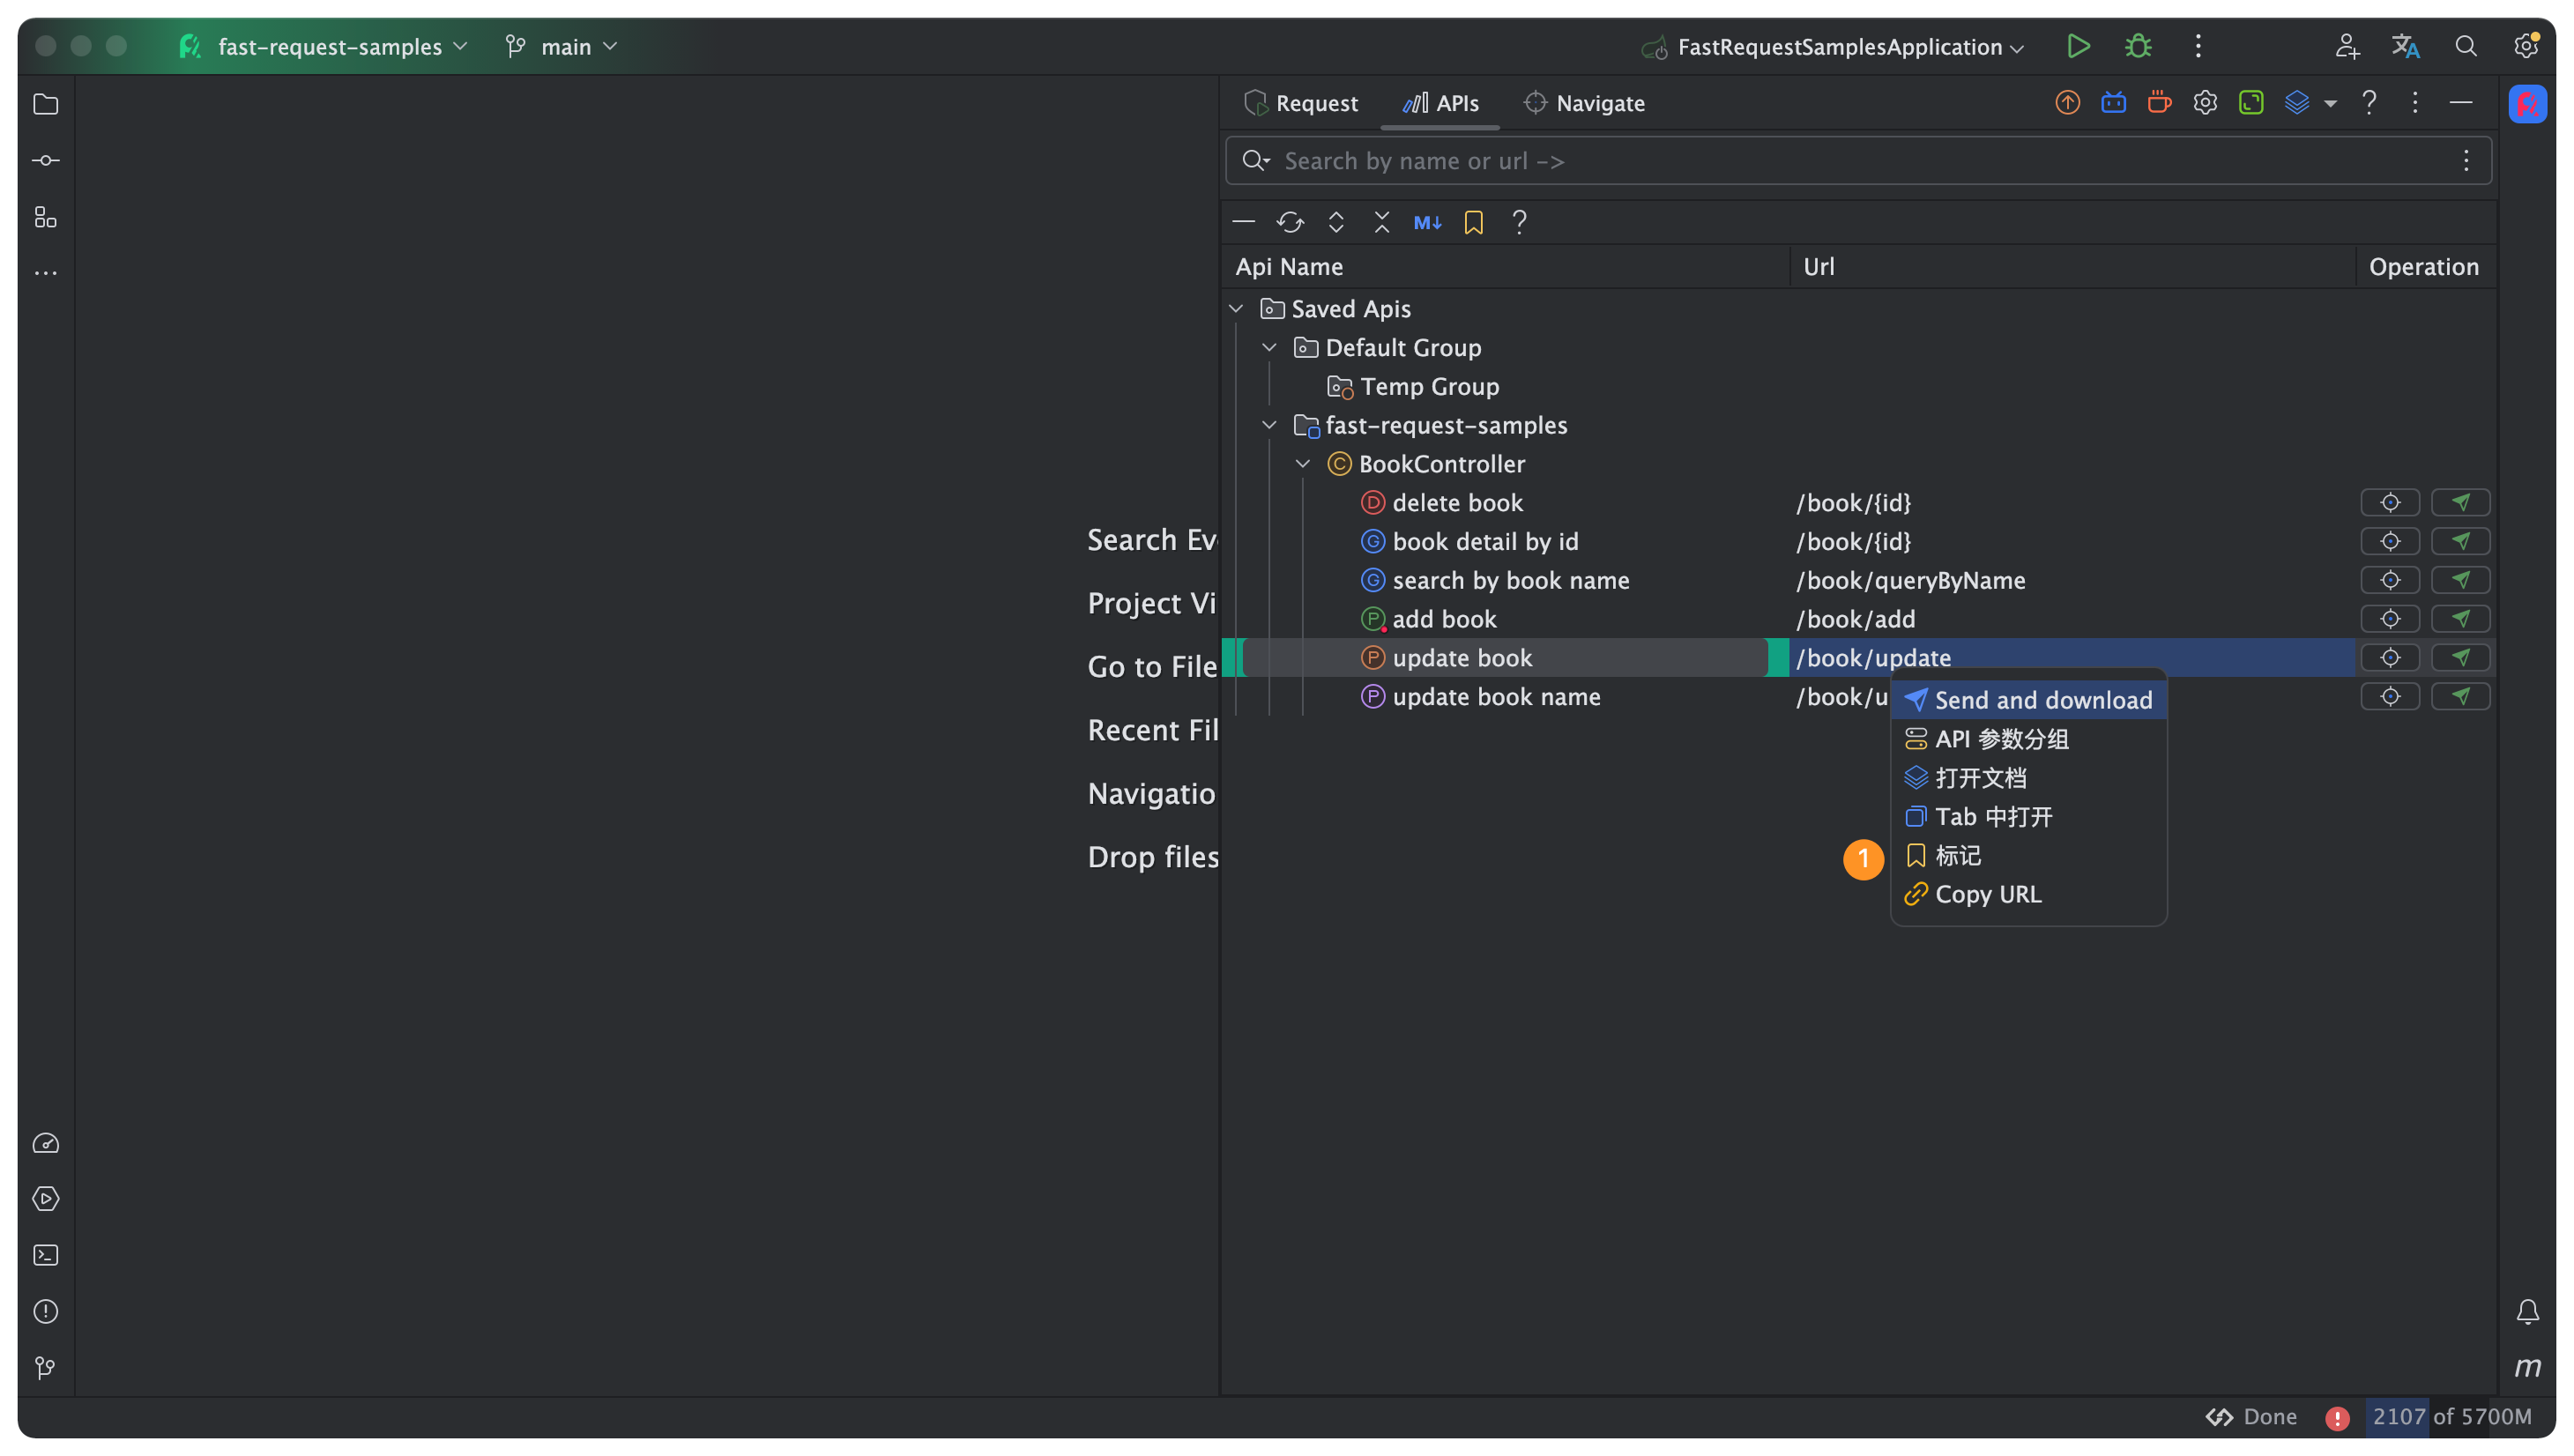 fast-request-samples
main
FastRequestSamplesApplication
Request
APIs
Navigate
Search by name or url ->
M↓
Api Name
Url
Operation
Saved Apis
Default Group
Temp Group
fast-request-samples
C BookController
D delete book /book/{id}
G book detail by id /book/{id}
G search by book name /book/queryByName
P add book /book/add
P update book /book/update
P update book name /book/u
Send and download
API 参数分组
打开文档
Tab 中打开
1 标记
Copy URL
Search Ev
Project Vi
Go to File
Recent Fil
Navigatio
Drop files
m
Done
2107 of 5700M